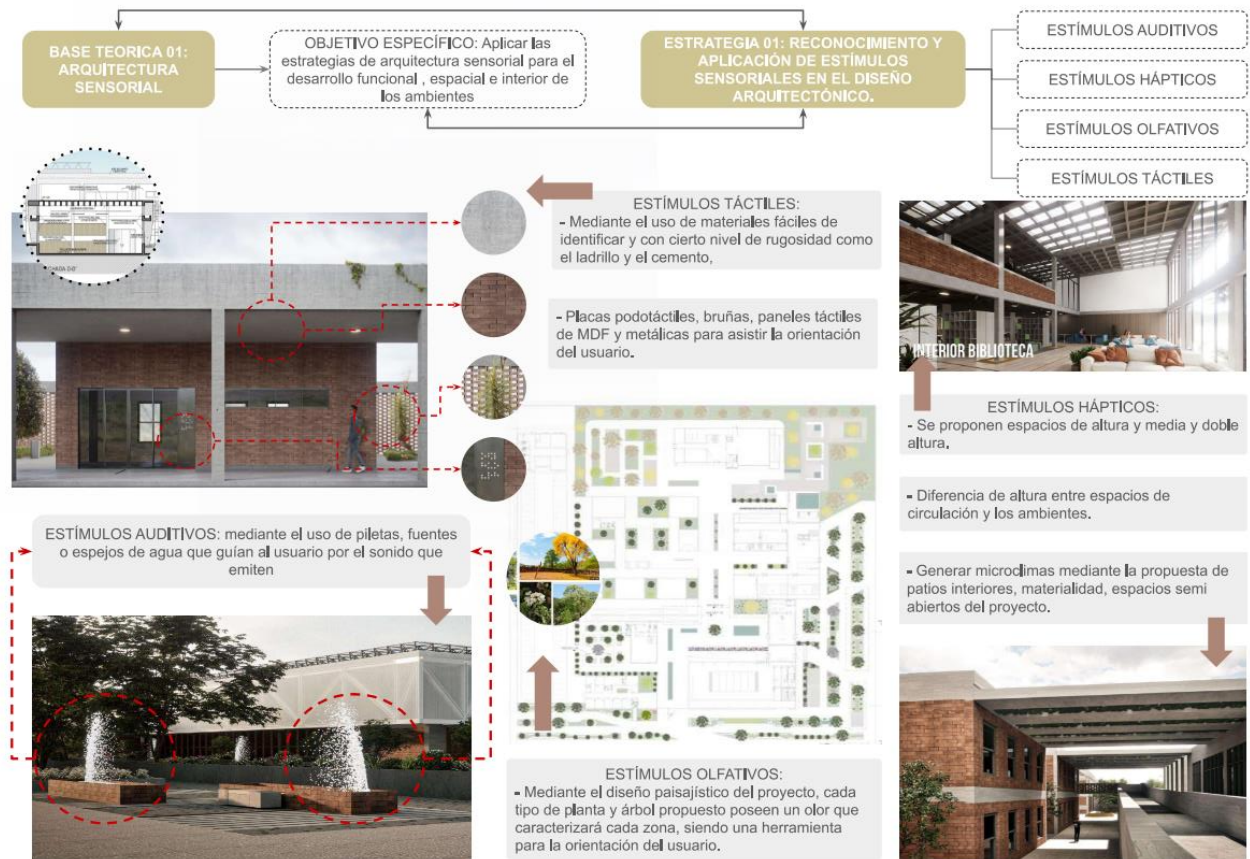 BASE TEORICA 01:
ARQUITECTURA
SENSORIAL
OBJETIVO ESPECÍFICO: Aplicar las
estrategias de arquitectura sensorial para el
desarrollo funcional , espacial e interior de
los ambientes
ESTRATEGIA 01: RECONOCIMIENTO Y
APLICACIÓN DE ESTÍMULOS
SENSORIALES EN EL DISEÑO
ARQUITECTÓNICO.
ESTÍMULOS AUDITIVOS
ESTÍMULOS HÁPTICOS
ESTÍMULOS OLFATIVOS
ESTÍMULOS TÁCTILES
ESTÍMULOS TÁCTILES:
- Mediante el uso de materiales fáciles de
identificar y con cierto nivel de rugosidad como
el ladrillo y el cemento,
- Placas podotáctiles, bruñas, paneles táctiles
de MDF y metálicas para asistir la orientación
del usuario.
INTERIOR BIBLIOTECA
ESTÍMULOS HÁPTICOS:
- Se proponen espacios de altura y media y doble
altura.
- Diferencia de altura entre espacios de
circulación y los ambientes.
- Generar microclimas mediante la propuesta de
patios interiores, materialidad, espacios semi
abiertos del proyecto.
ESTÍMULOS AUDITIVOS: mediante el uso de piletas, fuentes
o espejos de agua que guían al usuario por el sonido que
emiten
ESTÍMULOS OLFATIVOS:
- Mediante el diseño paisajístico del proyecto, cada
tipo de planta y árbol propuesto poseen un olor que
caracterizará cada zona, siendo una herramienta
para la orientación del usuario.